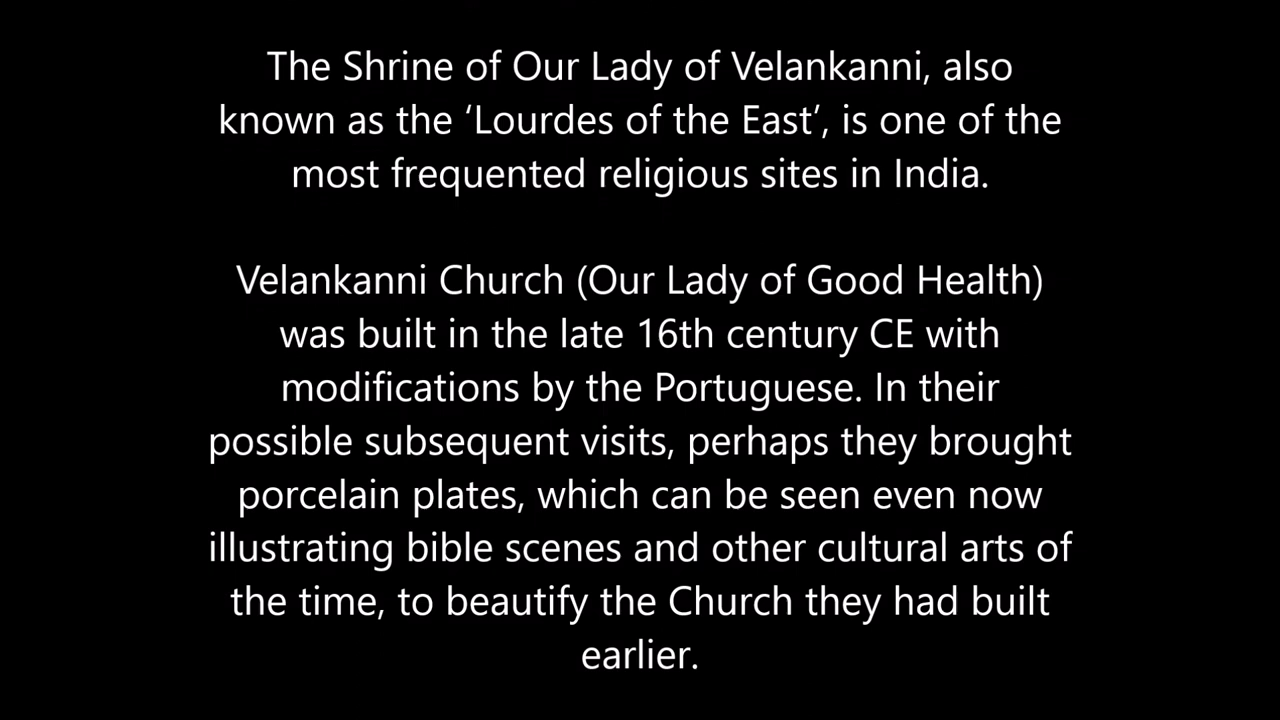 The Shrine of Our Lady of Velankanni, also
known as the ‘Lourdes of the East’, is one of the
most frequented religious sites in India.
Velankanni Church (Our Lady of Good Health)
was built in the late 16th century CE with
modifications by the Portuguese. In their
possible subsequent visits, perhaps they brought
porcelain plates, which can be seen even now
illustrating bible scenes and other cultural arts of
the time, to beautify the Church they had built
earlier.